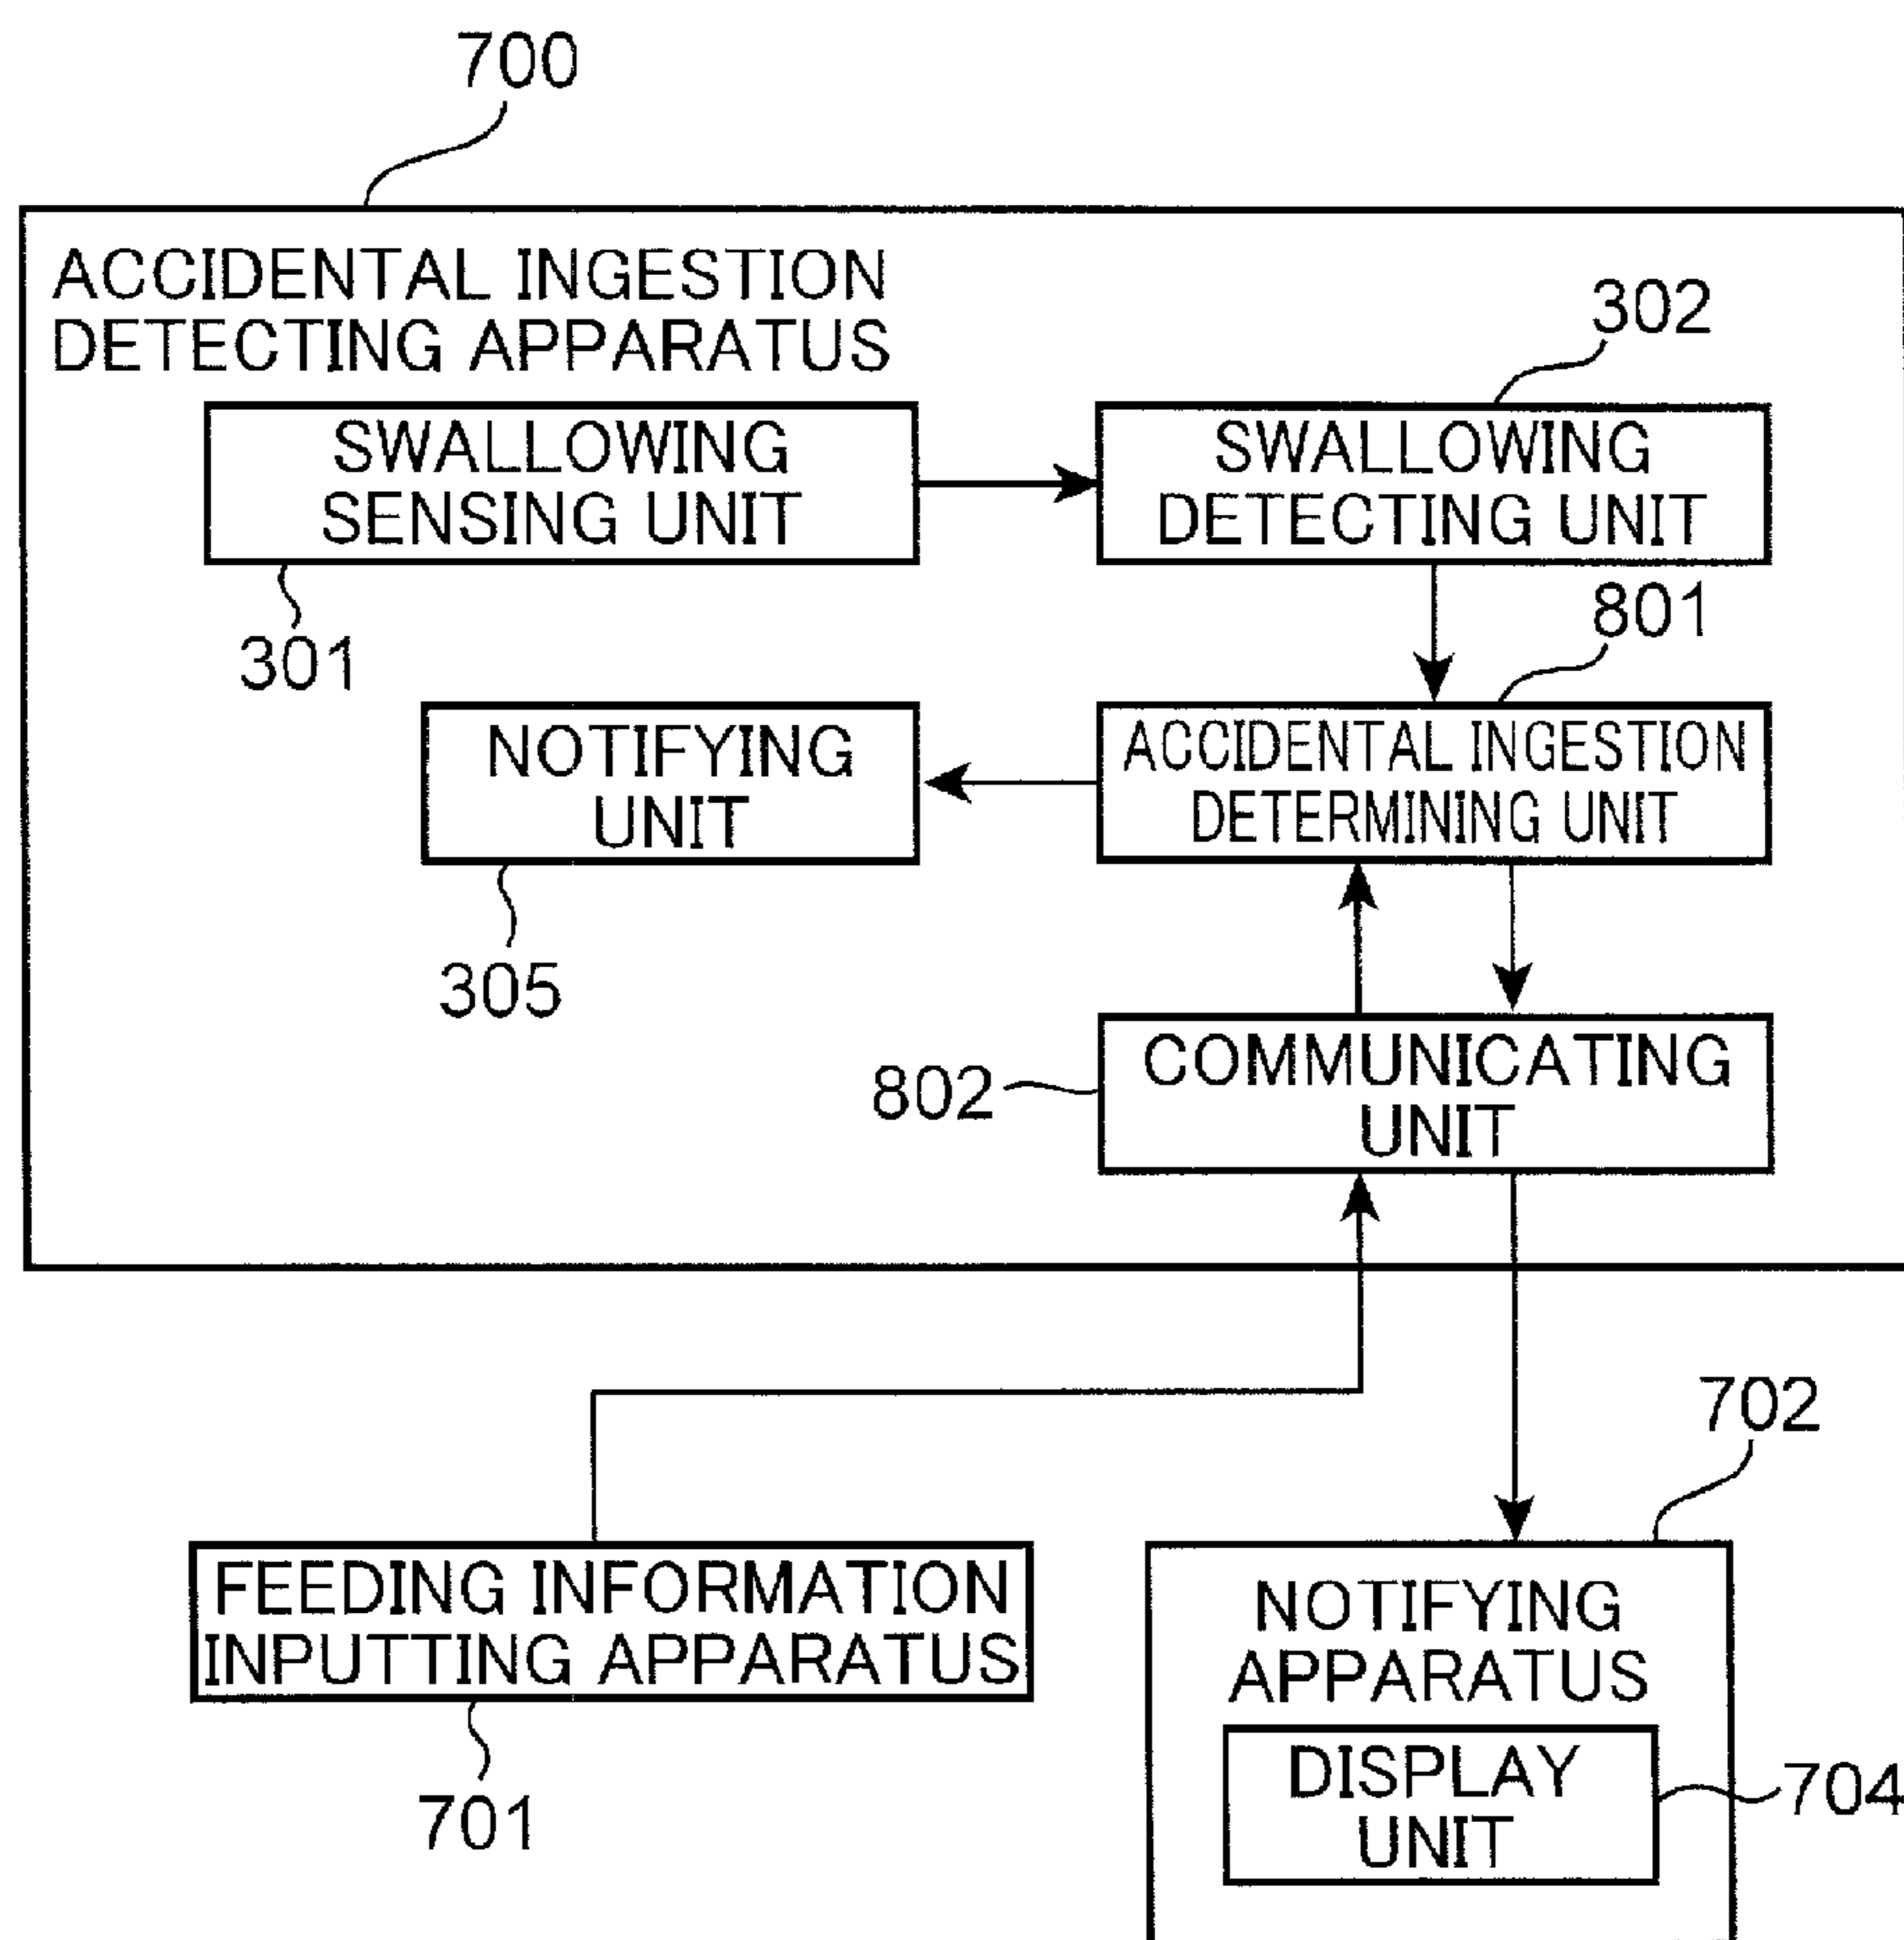 700
ACCIDENTAL INGESTION
DETECTING APPARATUS
302
SWALLOWING
SENSING UNIT
SWALLOWING
DETECTING UNIT
301
801
NOTIFYING
UNIT
ACCIDENTAL INGESTION
DETERMINING UNIT
305
802
COMMUNICATING
UNIT
702
FEEDING INFORMATION
INPUTTING APPARATUS
NOTIFYING
APPARATUS
701
DISPLAY
UNIT
704